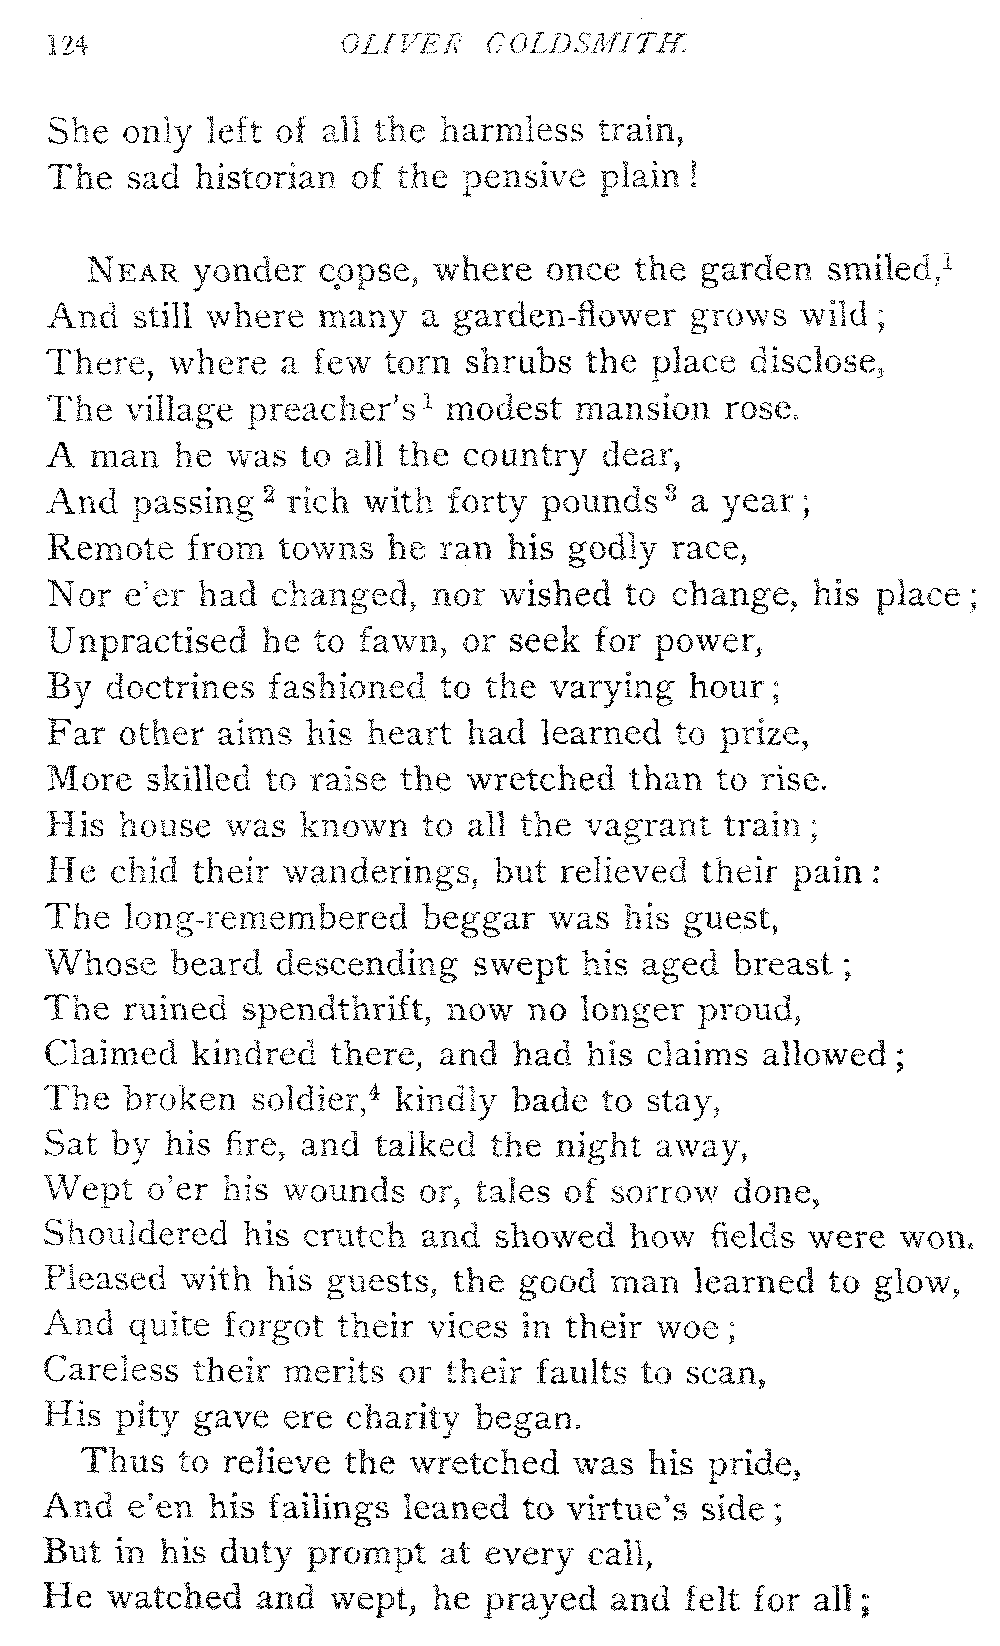 124 OLIVER GOLDSMITH.
She only left of all the harmless train,
The sad historian of the pensive plain!
NEAR yonder copse, where once the garden smiled,¹
And still where many a garden-flower grows wild;
There, where a few torn shrubs the place disclose,
The village preacher's¹ modest mansion rose.
A man he was to all the country dear,
And passing² rich with forty pounds³ a year;
Remote from towns he ran his godly race,
Nor e'er had changed, nor wished to change, his place;
Unpractised he to fawn, or seek for power,
By doctrines fashioned to the varying hour;
Far other aims his heart had learned to prize,
More skilled to raise the wretched than to rise.
His house was known to all the vagrant train;
He chid their wanderings, but relieved their pain:
The long-remembered beggar was his guest,
Whose beard descending swept his aged breast;
The ruined spendthrift, now no longer proud,
Claimed kindred there, and had his claims allowed;
The broken soldier,⁴ kindly bade to stay,
Sat by his fire, and talked the night away,
Wept o'er his wounds or, tales of sorrow done,
Shouldered his crutch and showed how fields were won.
Pleased with his guests, the good man learned to glow,
And quite forgot their vices in their woe;
Careless their merits or their faults to scan,
His pity gave ere charity began.
Thus to relieve the wretched was his pride,
And e'en his failings leaned to virtue's side;
But in his duty prompt at every call,
He watched and wept, he prayed and felt for all;